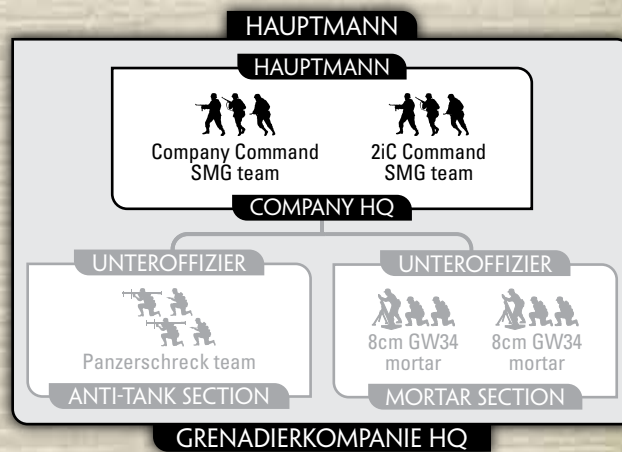 HAUPTMANN
HAUPTMANN
Company Command
SMG team
2iC Command
SMG team
COMPANY HQ
UNTEROFFIZIER
Panzerschreck team
ANTI-TANK SECTION
UNTEROFFIZIER
8cm GW34
mortar
8cm GW34
mortar
MORTAR SECTION
GRENADIERKOMPANIE HQ